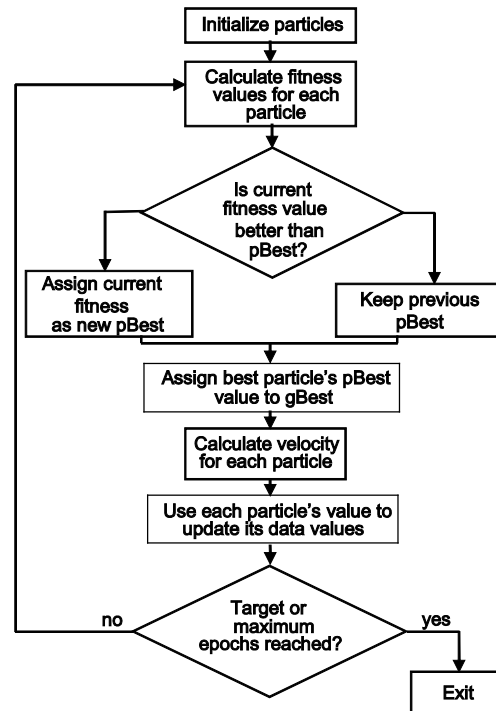 Initialize particles
Calculate fitness
values for each
particle
Is current
fitness value
better than
pBest?
Assign current
fitness
as new pBest
Keep previous
pBest
Assign best particle's pBest
value to gBest
Calculate velocity
for each particle
Use each particle's value to
update its data values
no
Target or
maximum
epochs reached?
yes
Exit